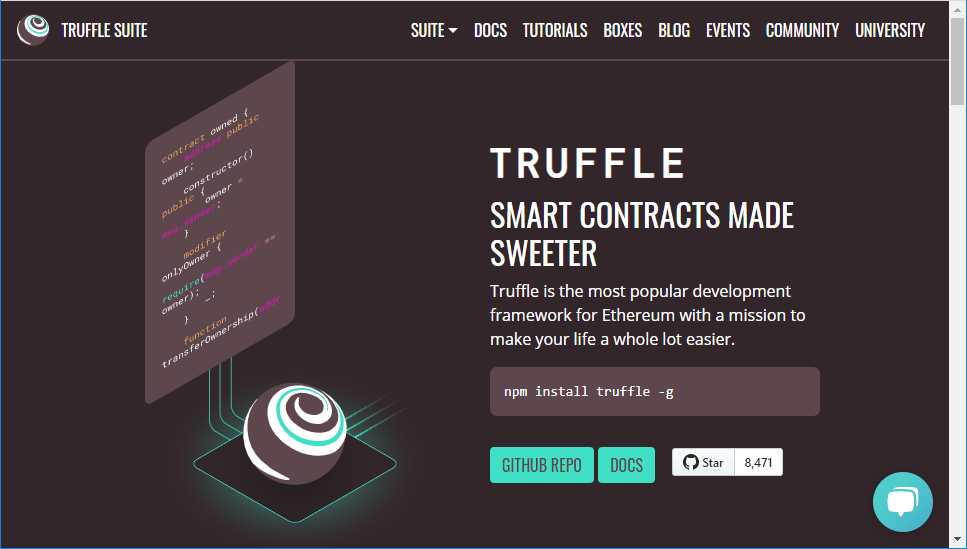 TRUFFLE SUITE
SUITE DOCS TUTORIALS BOXES BLOG EVENTS COMMUNITY UNIVERSITY
contract owned {
address public
owner;
constructor()
public {
owner =
msg.sender;
}
modifier
onlyOwner {
require(msg.sender ==
owner); _;
}
function
transferOwnership(addr
TRUFFLE
SMART CONTRACTS MADE
SWEETER
Truffle is the most popular development
framework for Ethereum with a mission to
make your life a whole lot easier.
npm install truffle -g
GITHUB REPO
DOCS
Star
8,471